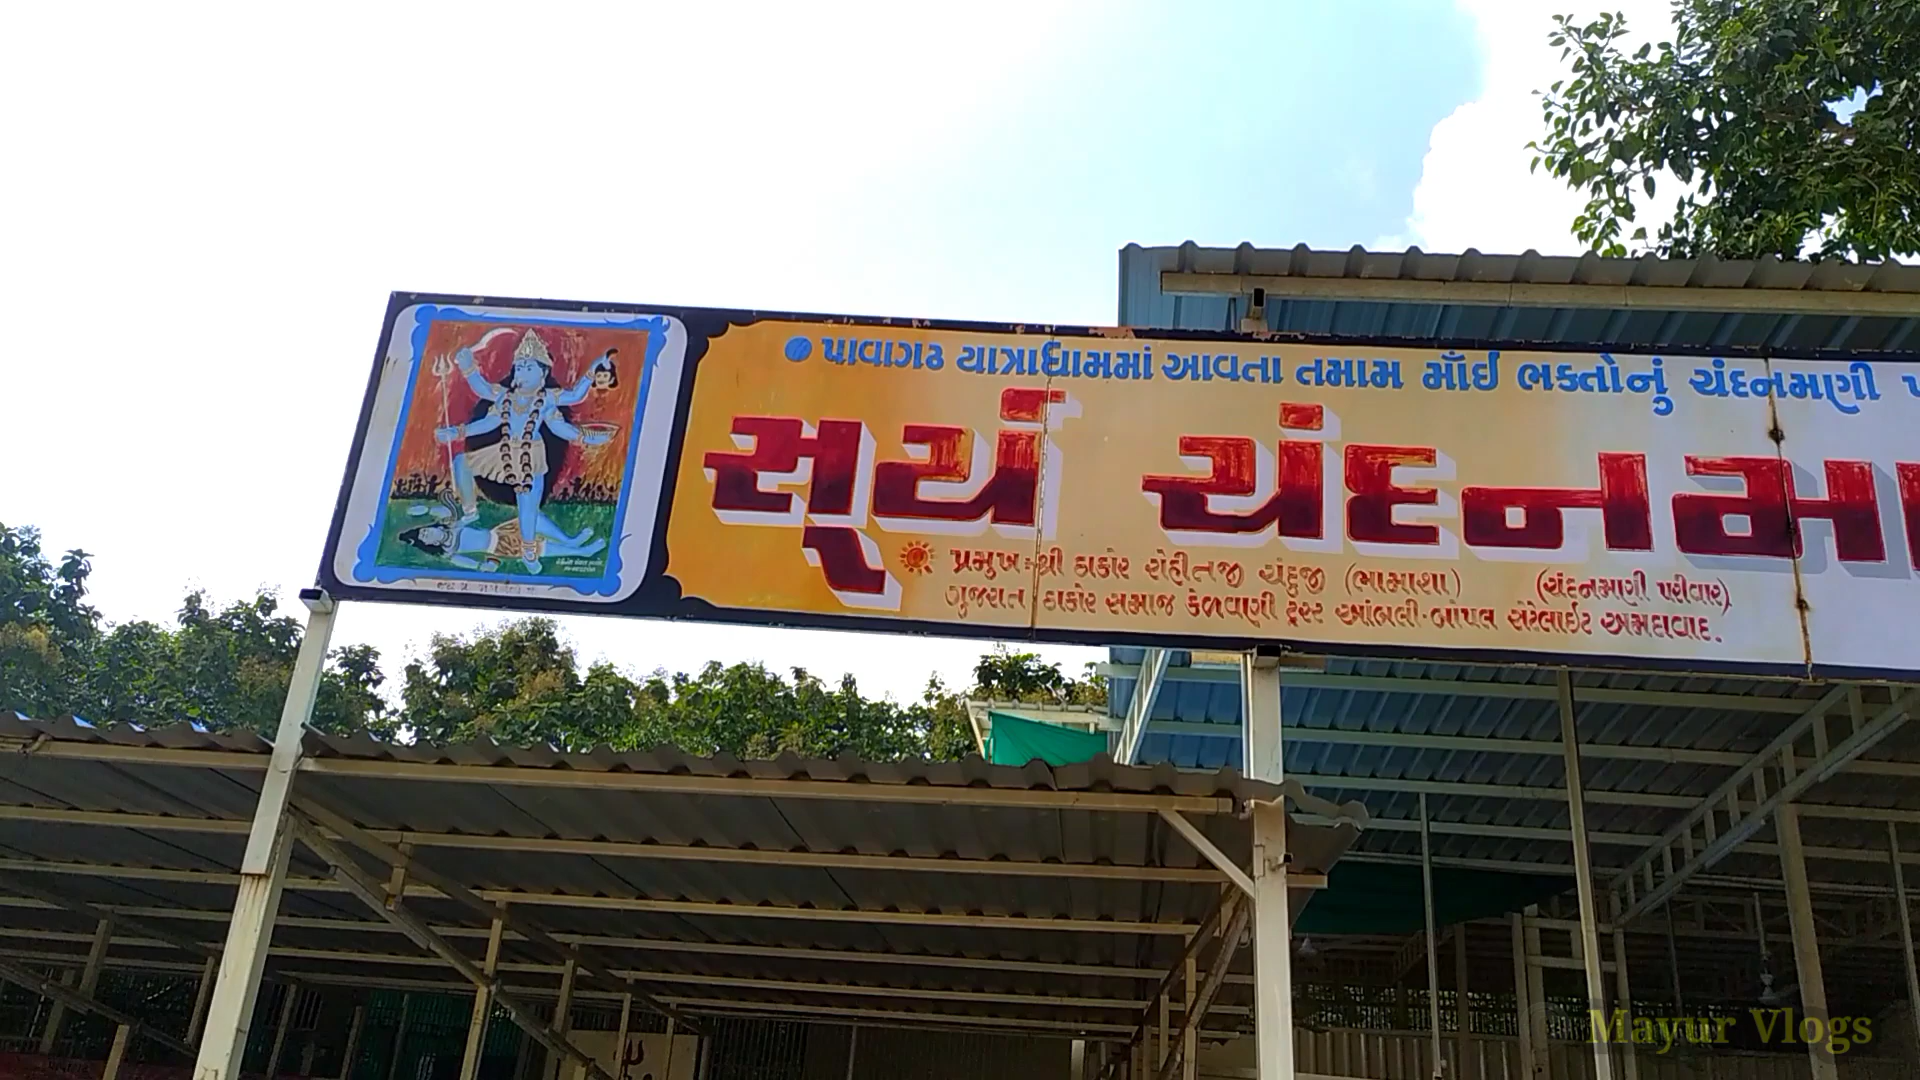 પાવાગઢ યાત્રાધામમાં આવતા તમામ માઁઈ ભક્તોનું ચંદનમણી
સૂર્ય ચંદનમ
પ્રમુખ:-શ્રી ઠાકોર રોહીતજી ચંદુજી (ભામાશા) (ચંદનમણી પરીવાર)
ગુજરાત ઠાકોર સમાજ કેળવણી ટ્રસ્ટ આંબલી-બોપલ સેટેલાઈટ અમદાવાદ.
Mayur Vlogs